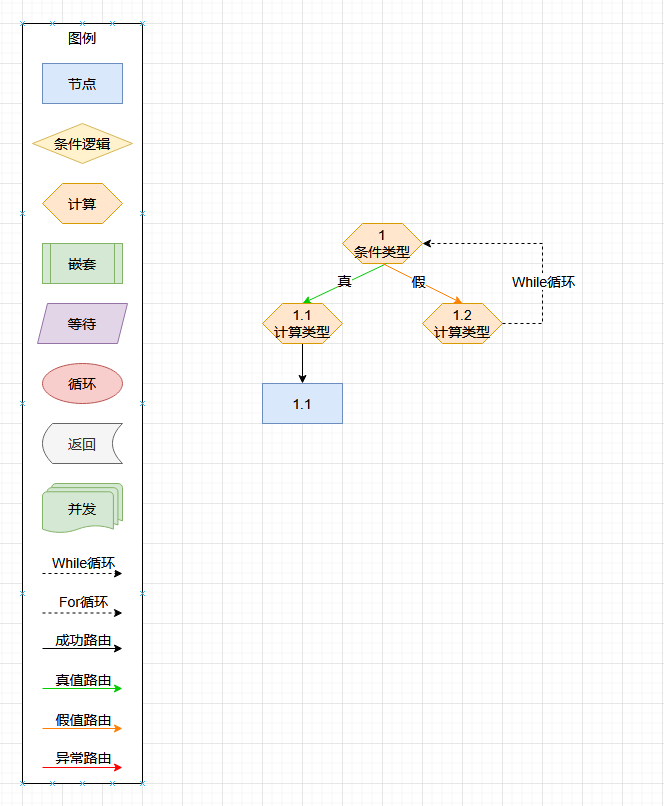 图例
节点
条件逻辑
计算
嵌套
等待
循环
返回
并发
While循环
For循环
成功路由
真值路由
假值路由
异常路由
1
条件类型
真
假
While循环
1.1
计算类型
1.2
计算类型
1.1